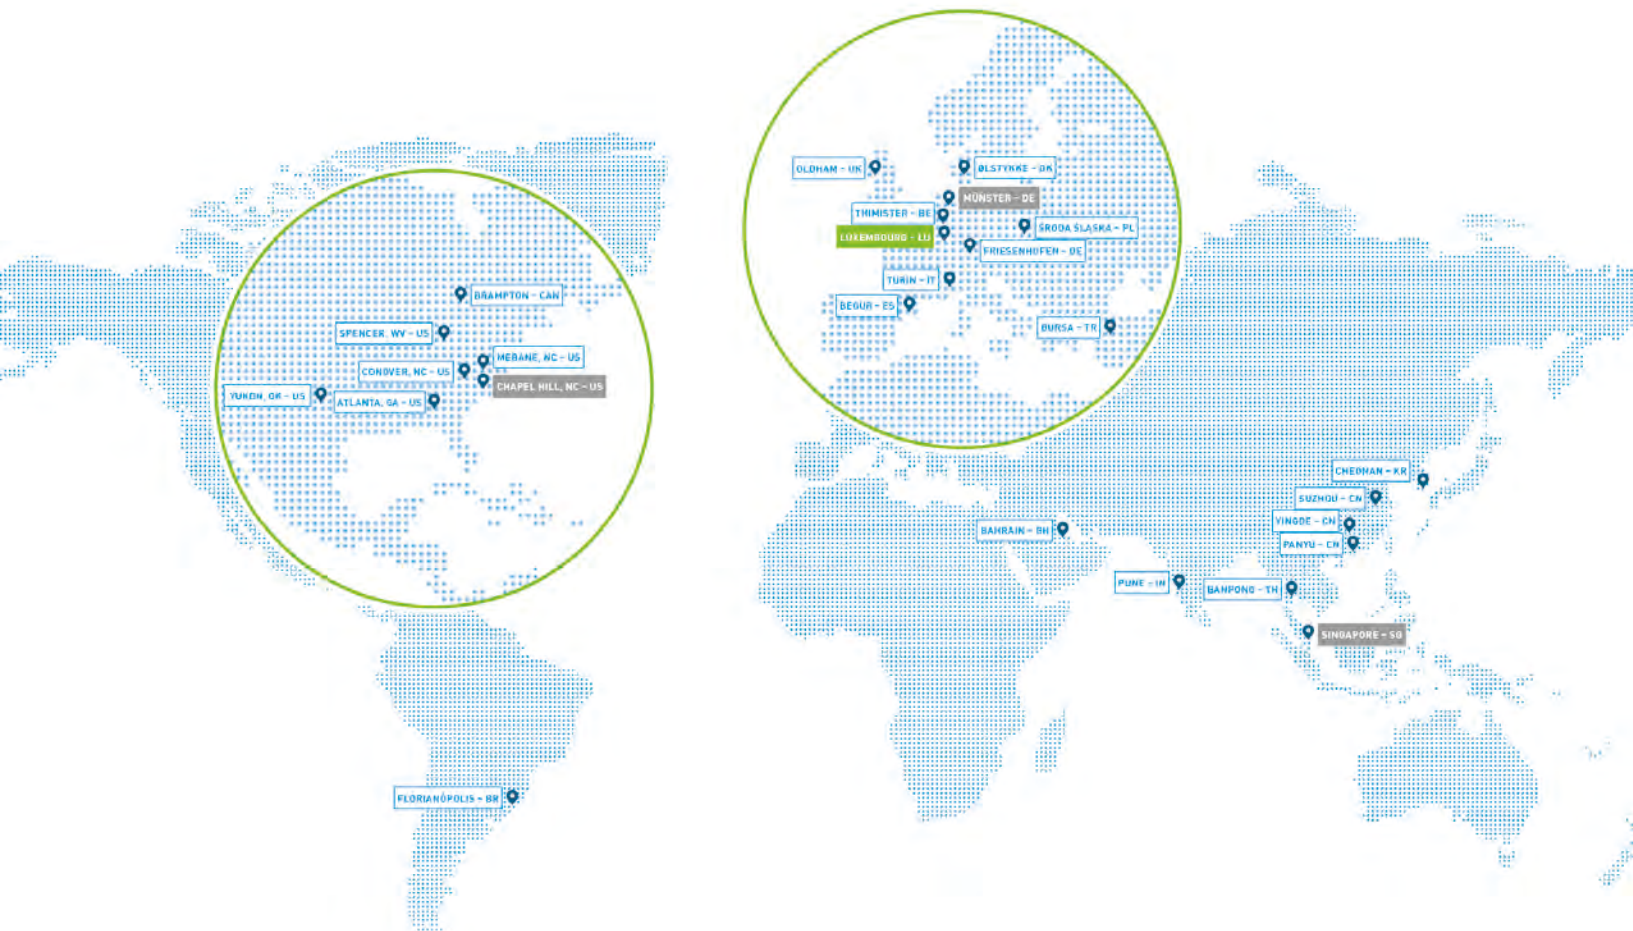 OLDHAM – UK
ØLSTYKKE – DK
MÜNSTER – DE
THIMISTER – BE
ŚRODA ŚLĄSKA – PL
LUXEMBOURG – LU
FRIESENHOFEN – DE
TURIN – IT
BEGUR – ES
BURSA – TR
BRAMPTON – CAN
SPENCER, WV – US
MEBANE, NC – US
CONOVER, NC – US
CHAPEL HILL, NC – US
YUKON, OK – US
ATLANTA, GA – US
CHEONAN – KR
SUZHOU – CN
YINGDE – CN
PANYU – CN
BAHRAIN – BH
PUNE – IN
BANPONG – TH
SINGAPORE – SG
FLORIANÓPOLIS – BR